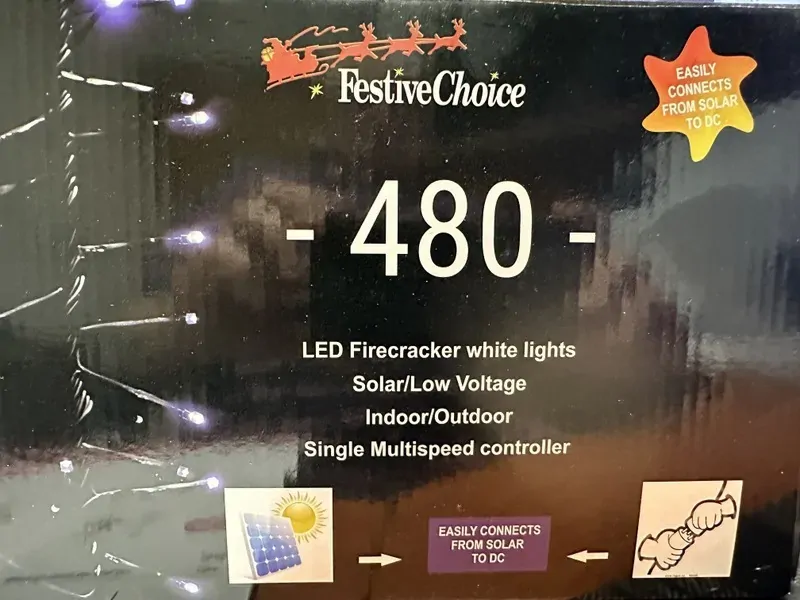 FestiveChoice
EASILY
CONNECTS
FROM SOLAR
TO DC
- 480 -
LED Firecracker white lights
Solar/Low Voltage
Indoor/Outdoor
Single Multispeed controller
EASILY CONNECTS
FROM SOLAR
TO DC